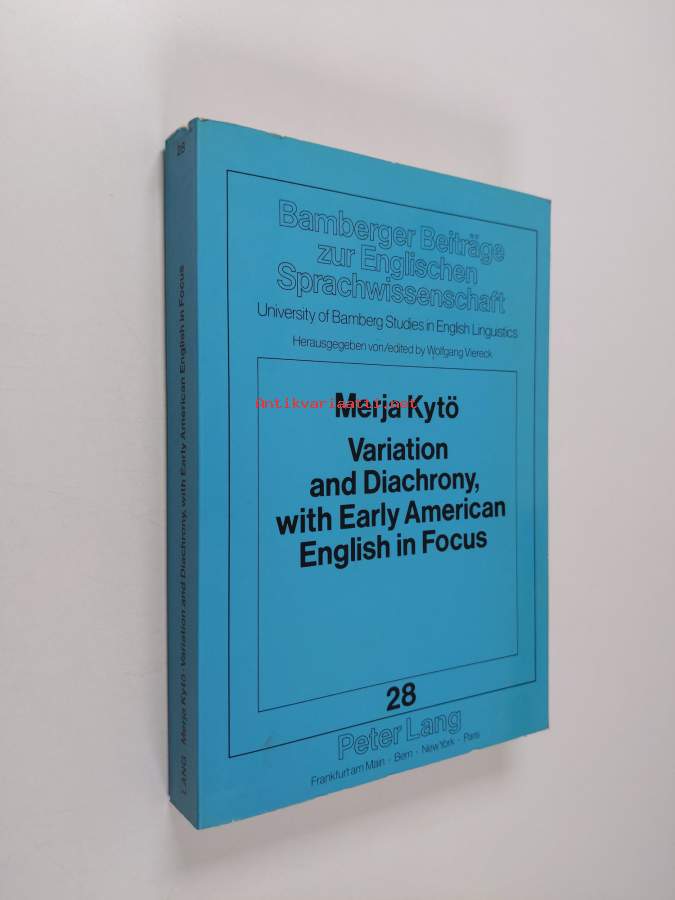 28
LANG · Merja Kytö · Variation and Diachrony, with Early American English in Focus
Bamberger Beiträge
zur Englischen
Sprachwissenschaft
University of Bamberg Studies in English Linguistics
Herausgegeben von/edited by Wolfgang Viereck
Merja Kytö
Antikvariaatti.net
Variation
and Diachrony,
with Early American
English in Focus
28
Peter Lang
Frankfurt am Main · Bern · New York · Paris